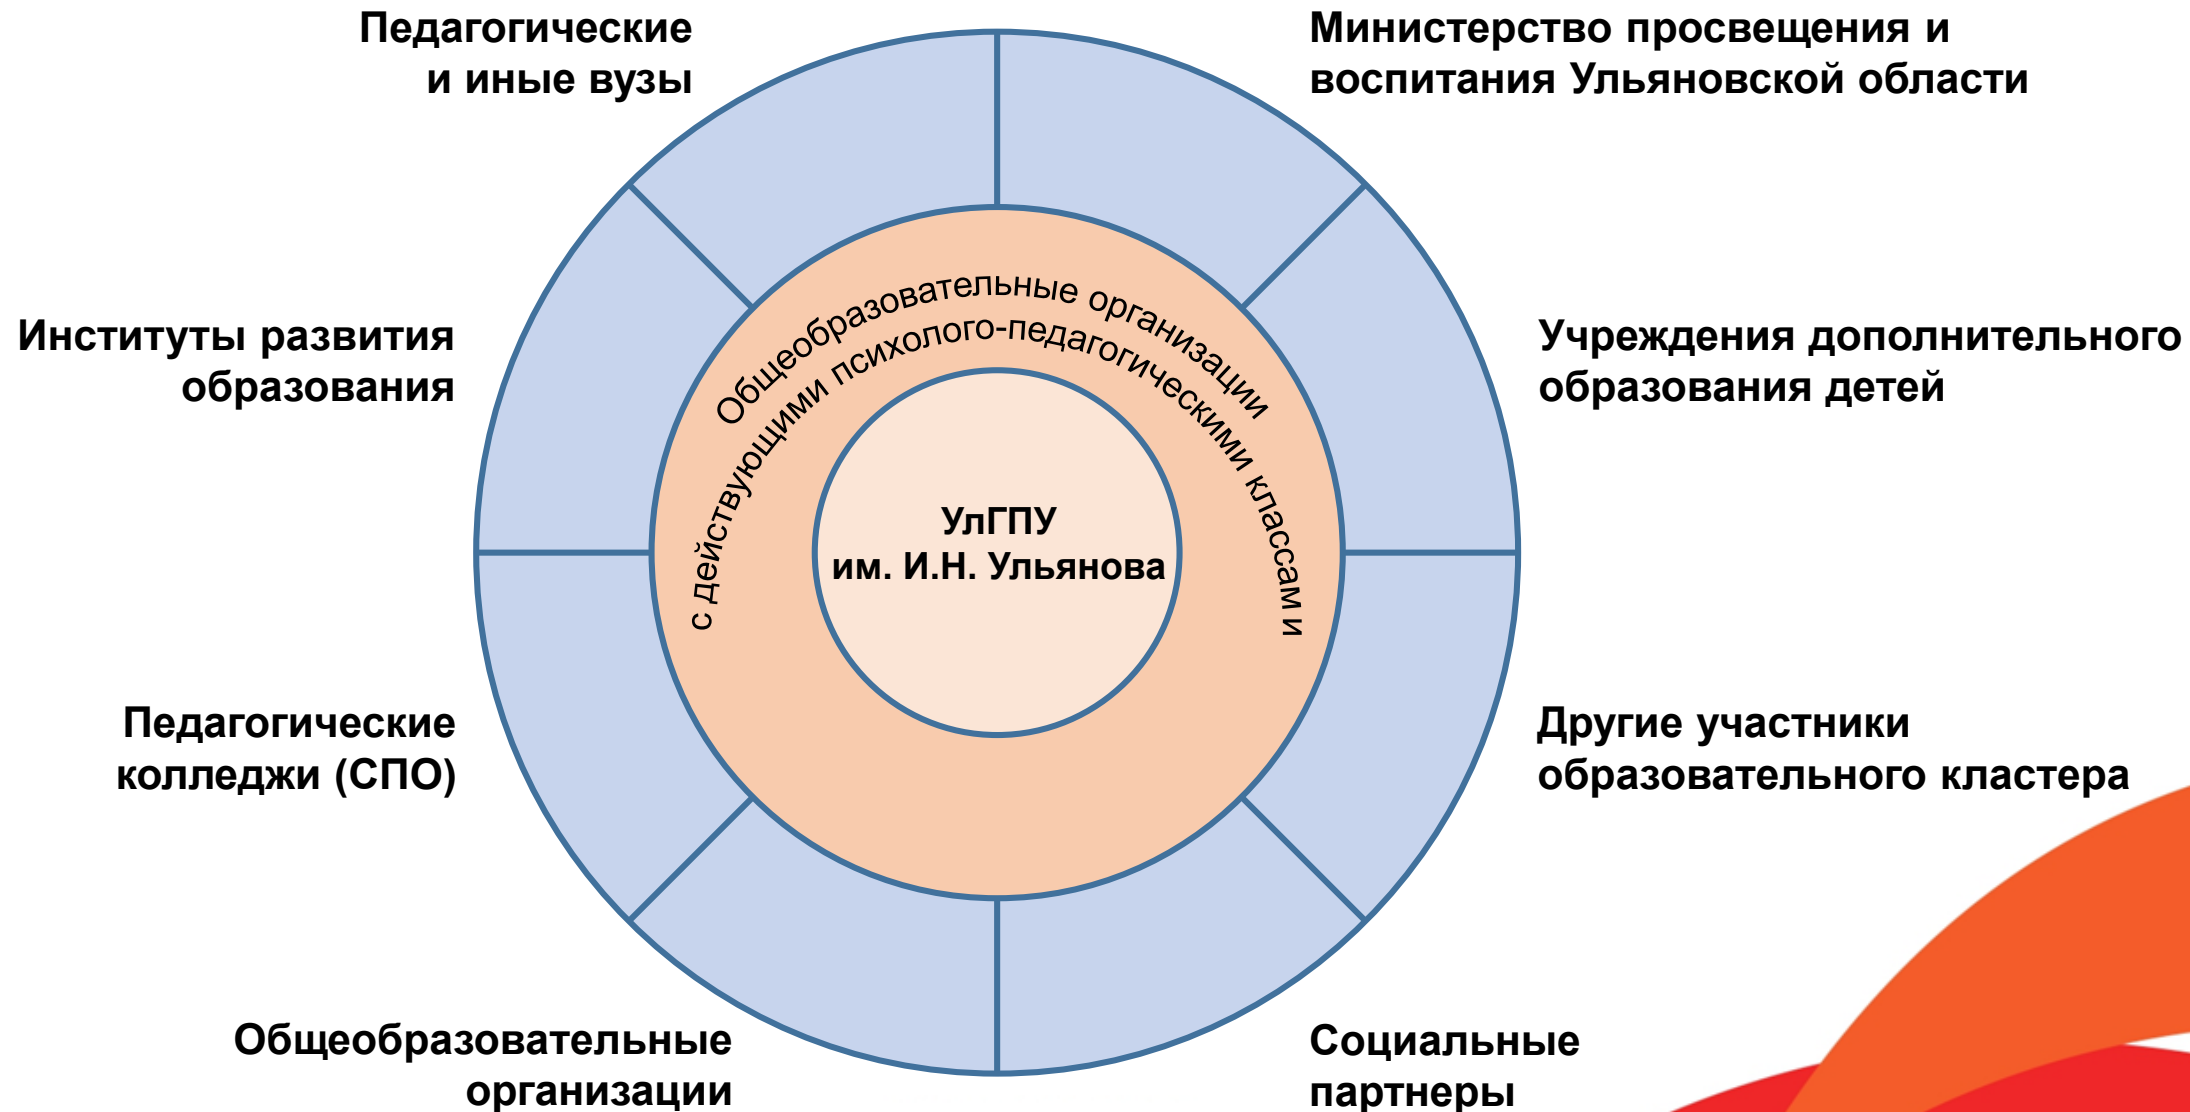 Педагогические
и иные вузы
Министерство просвещения и
воспитания Ульяновской области
Институты развития
образования
Учреждения дополнительного
образования детей
Общеобразовательные организации
с действующими психолого-педагогическими классам и
УлГПУ
им. И.Н. Ульянова
Педагогические
колледжи (СПО)
Другие участники
образовательного кластера
Общеобразовательные
организации
Социальные
партнеры